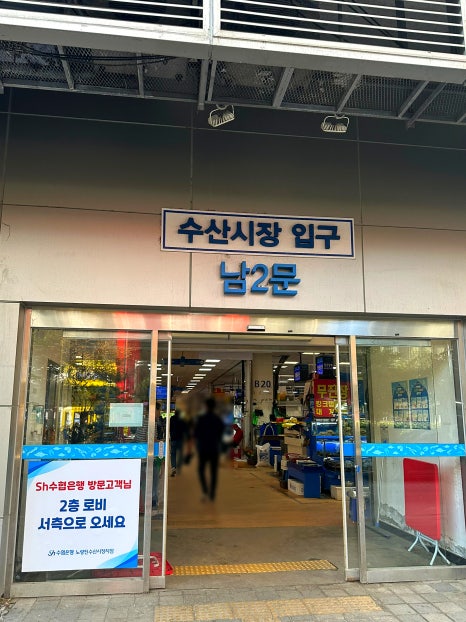 수산시장 입구
남2문
B20
Sh수협은행 방문고객님
2층 로비
서측으로 오세요
Sh수협은행 노량진수산시장지점